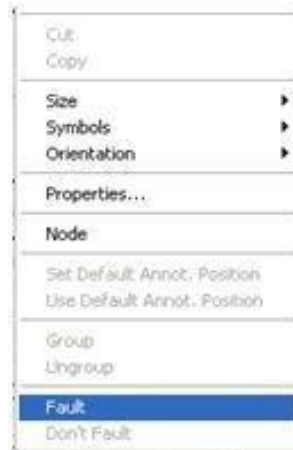 Cut
Copy
Size
Symbols
Orientation
Properties...
Node
Set Default Annot. Position
Use Default Annot. Position
Group
Ungroup
Fault
Don't Fault